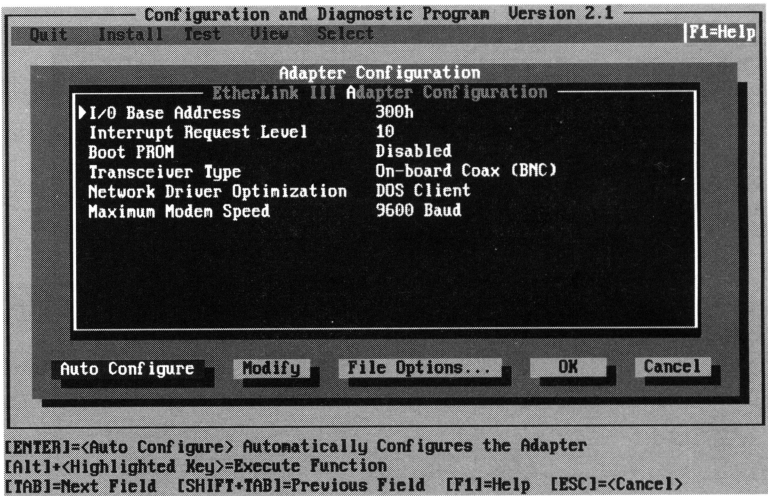 Configuration and Diagnostic Program Version 2.1
Quit Install Test View Select F1=Help
Adapter Configuration
EtherLink III Adapter Configuration
I/O Base Address 300h
Interrupt Request Level 10
Boot PROM Disabled
Transceiver Type On-board Coax (BNC)
Network Driver Optimization DOS Client
Maximum Modem Speed 9600 Baud
Auto Configure Modify File Options... OK Cancel
[ENTER]=<Auto Configure> Automatically Configures the Adapter
[Alt]+<Highlighted Key>=Execute Function
[TAB]=Next Field [SHIFT+TAB]=Previous Field [F1]=Help [ESC]=<Cancel>